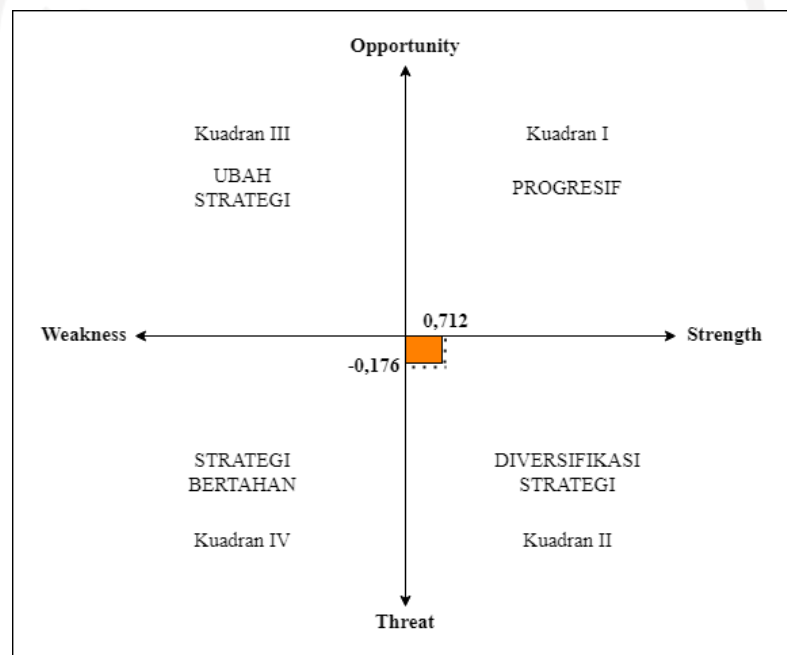 Opportunity
Kuadran III
Kuadran I
UBAH
STRATEGI
PROGRESIF
0,712
Weakness
Strength
-0,176
STRATEGI
BERTAHAN
DIVERSIFIKASI
STRATEGI
Kuadran IV
Kuadran II
Threat